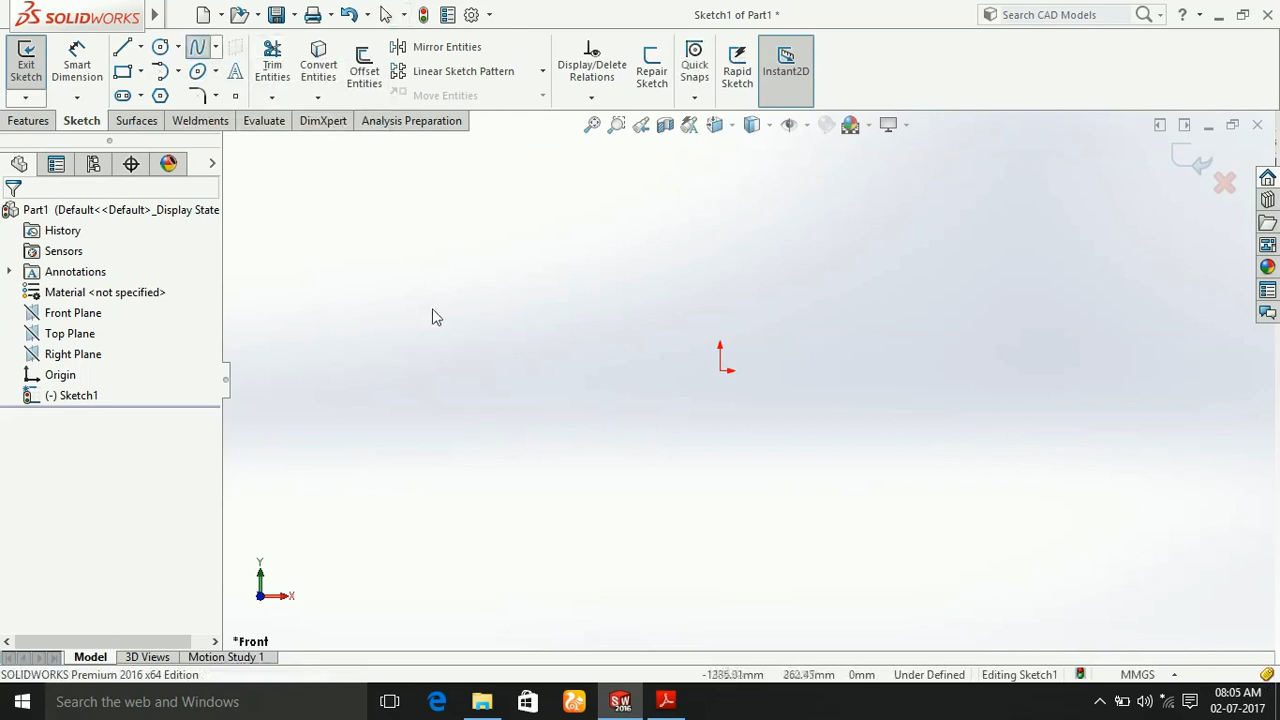 DS SOLIDWORKS
Sketch1 of Part1 *
Search CAD Models
?
Exit Sketch
Smart Dimension
Trim Entities
Convert Entities
Offset Entities
Mirror Entities
Linear Sketch Pattern
Move Entities
Display/Delete Relations
Repair Sketch
Quick Snaps
Rapid Sketch
Instant2D
Features
Sketch
Surfaces
Weldments
Evaluate
DimXpert
Analysis Preparation
Part1 (Default<<Default>_Display State
History
Sensors
Annotations
Material <not specified>
Front Plane
Top Plane
Right Plane
Origin
(-) Sketch1
Y
X
*Front
Model
3D Views
Motion Study 1
SOLIDWORKS Premium 2016 x64 Edition
262.45mm
0mm
Under Defined
Editing Sketch1
MMGS
Search the web and Windows
SW
2016
08:05 AM
02-07-2017